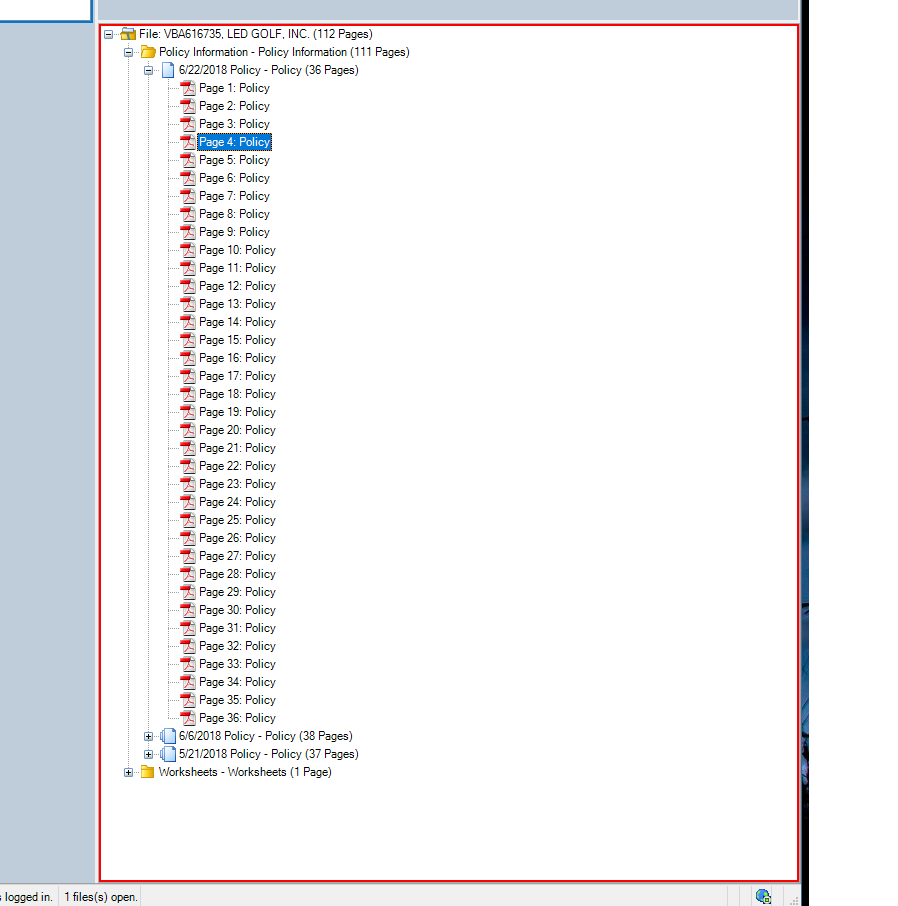 File: VBA616735, LED GOLF, INC. (112 Pages)
Policy Information - Policy Information (111 Pages)
6/22/2018 Policy - Policy (36 Pages)
Page 1: Policy
Page 2: Policy
Page 3: Policy
Page 4: Policy
Page 5: Policy
Page 6: Policy
Page 7: Policy
Page 8: Policy
Page 9: Policy
Page 10: Policy
Page 11: Policy
Page 12: Policy
Page 13: Policy
Page 14: Policy
Page 15: Policy
Page 16: Policy
Page 17: Policy
Page 18: Policy
Page 19: Policy
Page 20: Policy
Page 21: Policy
Page 22: Policy
Page 23: Policy
Page 24: Policy
Page 25: Policy
Page 26: Policy
Page 27: Policy
Page 28: Policy
Page 29: Policy
Page 30: Policy
Page 31: Policy
Page 32: Policy
Page 33: Policy
Page 34: Policy
Page 35: Policy
Page 36: Policy
6/6/2018 Policy - Policy (38 Pages)
5/21/2018 Policy - Policy (37 Pages)
Worksheets - Worksheets (1 Page)
logged in. 1 files(s) open.